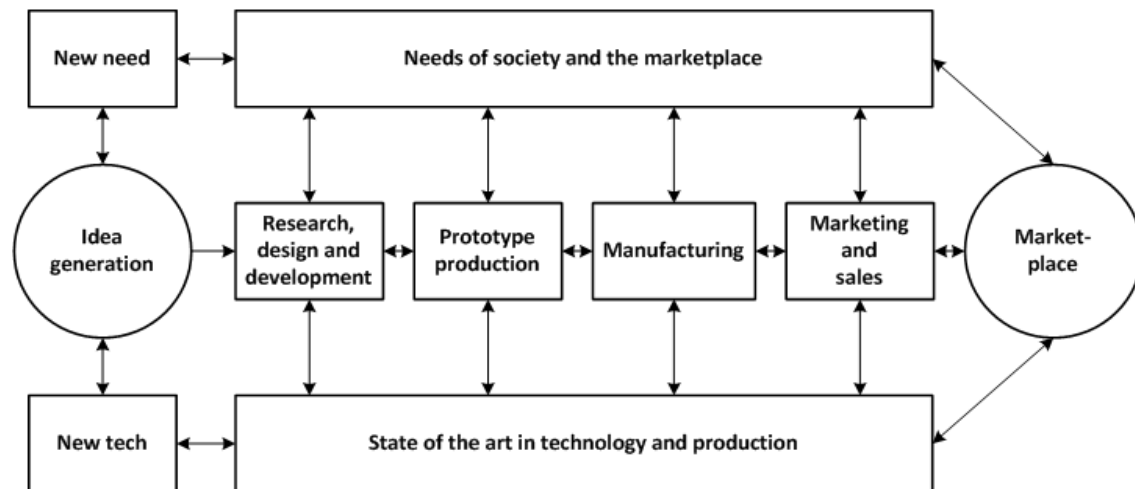 New need
Needs of society and the marketplace
Idea
generation
Research,
design and
development
Prototype
production
Manufacturing
Marketing
and
sales
Market-
place
New tech
State of the art in technology and production